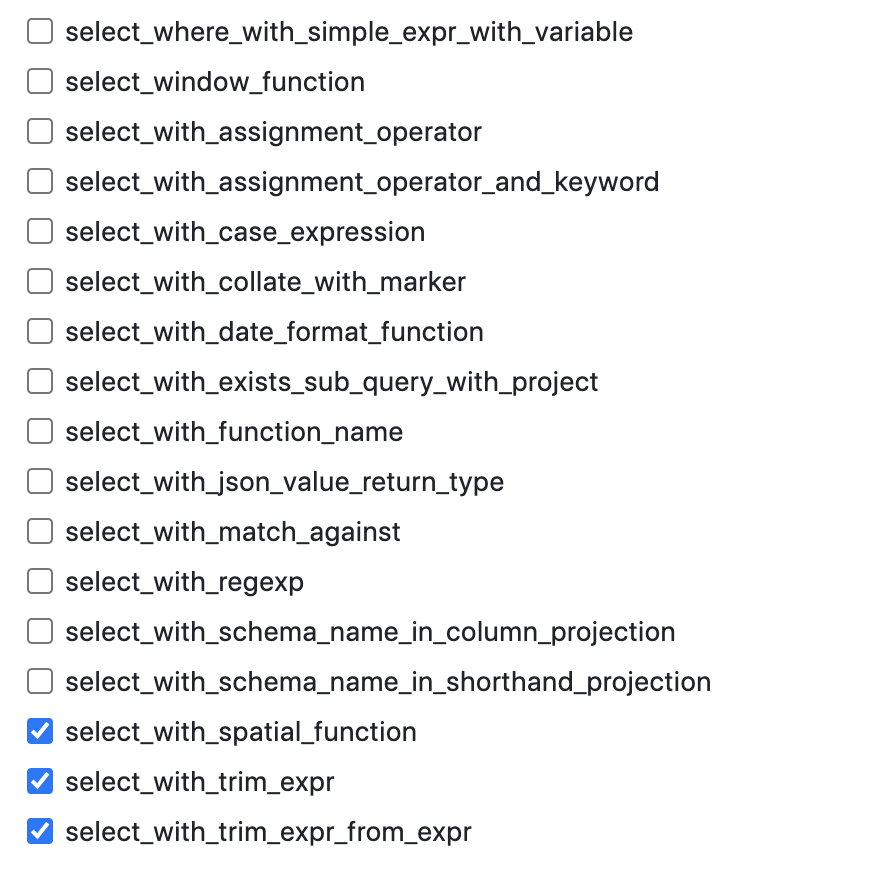 select_where_with_simple_expr_with_variable
select_window_function
select_with_assignment_operator
select_with_assignment_operator_and_keyword
select_with_case_expression
select_with_collate_with_marker
select_with_date_format_function
select_with_exists_sub_query_with_project
select_with_function_name
select_with_json_value_return_type
select_with_match_against
select_with_regexp
select_with_schema_name_in_column_projection
select_with_schema_name_in_shorthand_projection
select_with_spatial_function
select_with_trim_expr
select_with_trim_expr_from_expr